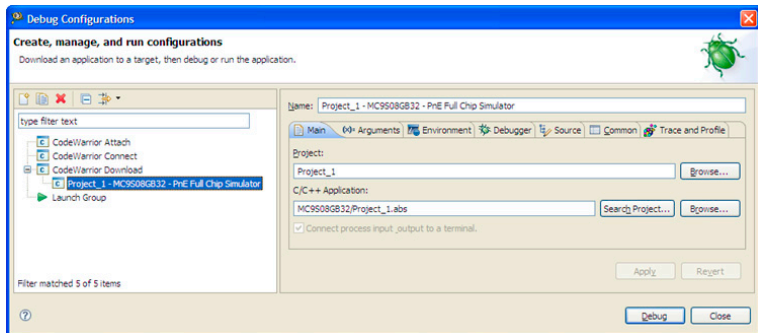 Debug Configurations
Create, manage, and run configurations
Download an application to a target, then debug or run the application.
type filter text
CodeWarrior Attach
CodeWarrior Connect
CodeWarrior Download
Project_1 - MC9S08GB32 - PnE Full Chip Simulator
Launch Group
Filter matched 5 of 5 items
Name: Project_1 - MC9S08GB32 - PnE Full Chip Simulator
Main (x)= Arguments Environment Debugger Source Common Trace and Profile
Project:
Project_1 Browse...
C/C++ Application:
MC9S08GB32/Project_1.abs Search Project... Browse...
Connect process input_output to a terminal.
Apply Revert
Debug Close